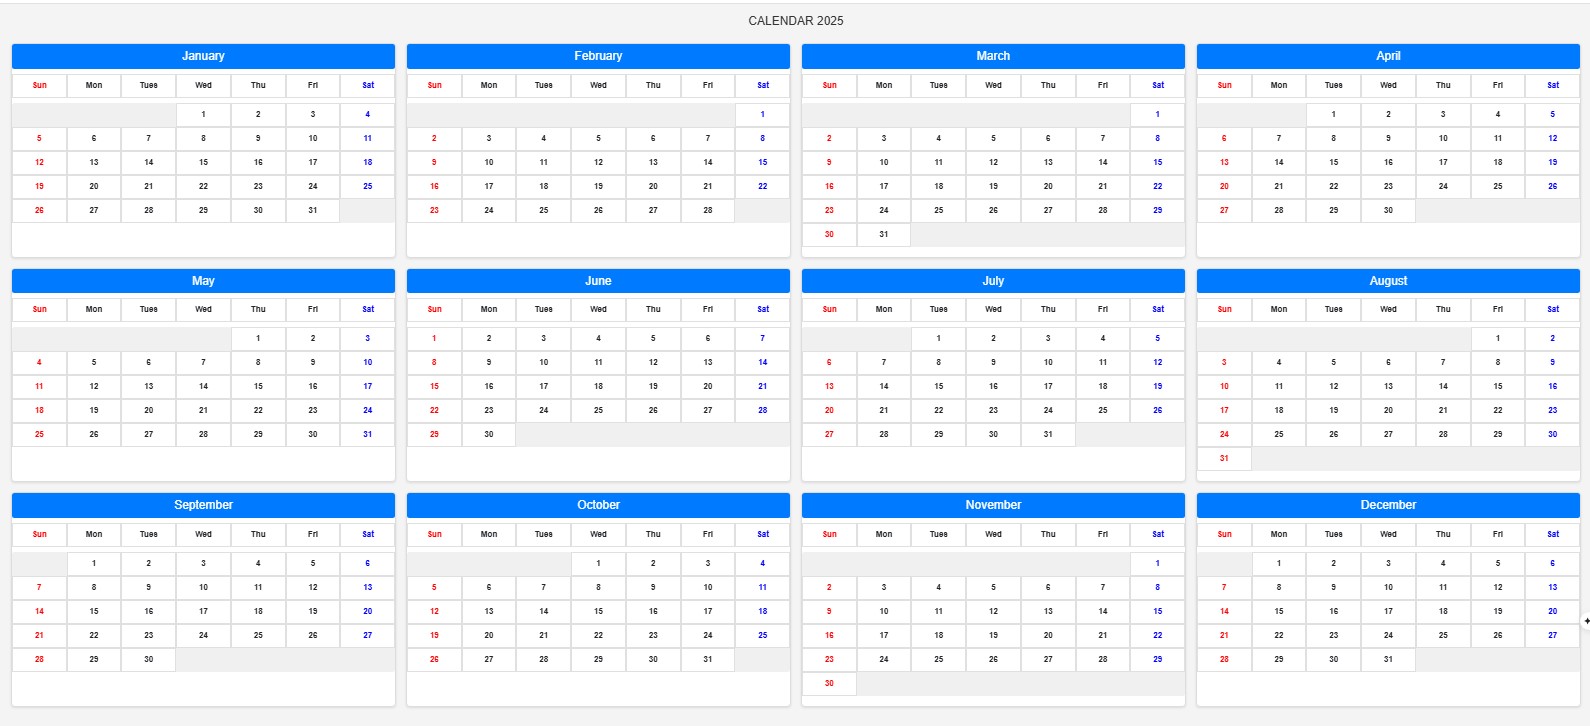 CALENDAR 2025
January
Sun Mon Tues Wed Thu Fri Sat
1 2 3 4
5 6 7 8 9 10 11
12 13 14 15 16 17 18
19 20 21 22 23 24 25
26 27 28 29 30 31
February
Sun Mon Tues Wed Thu Fri Sat
1
2 3 4 5 6 7 8
9 10 11 12 13 14 15
16 17 18 19 20 21 22
23 24 25 26 27 28
March
Sun Mon Tues Wed Thu Fri Sat
1
2 3 4 5 6 7 8
9 10 11 12 13 14 15
16 17 18 19 20 21 22
23 24 25 26 27 28 29
30 31
April
Sun Mon Tues Wed Thu Fri Sat
1 2 3 4 5
6 7 8 9 10 11 12
13 14 15 16 17 18 19
20 21 22 23 24 25 26
27 28 29 30
May
Sun Mon Tues Wed Thu Fri Sat
1 2 3
4 5 6 7 8 9 10
11 12 13 14 15 16 17
18 19 20 21 22 23 24
25 26 27 28 29 30 31
June
Sun Mon Tues Wed Thu Fri Sat
1 2 3 4 5 6 7
8 9 10 11 12 13 14
15 16 17 18 19 20 21
22 23 24 25 26 27 28
29 30
July
Sun Mon Tues Wed Thu Fri Sat
1 2 3 4 5
6 7 8 9 10 11 12
13 14 15 16 17 18 19
20 21 22 23 24 25 26
27 28 29 30 31
August
Sun Mon Tues Wed Thu Fri Sat
1 2
3 4 5 6 7 8 9
10 11 12 13 14 15 16
17 18 19 20 21 22 23
24 25 26 27 28 29 30
31
September
Sun Mon Tues Wed Thu Fri Sat
1 2 3 4 5 6
7 8 9 10 11 12 13
14 15 16 17 18 19 20
21 22 23 24 25 26 27
28 29 30
October
Sun Mon Tues Wed Thu Fri Sat
1 2 3 4
5 6 7 8 9 10 11
12 13 14 15 16 17 18
19 20 21 22 23 24 25
26 27 28 29 30 31
November
Sun Mon Tues Wed Thu Fri Sat
1
2 3 4 5 6 7 8
9 10 11 12 13 14 15
16 17 18 19 20 21 22
23 24 25 26 27 28 29
30
December
Sun Mon Tues Wed Thu Fri Sat
1 2 3 4 5 6
7 8 9 10 11 12 13
14 15 16 17 18 19 20
21 22 23 24 25 26 27
28 29 30 31